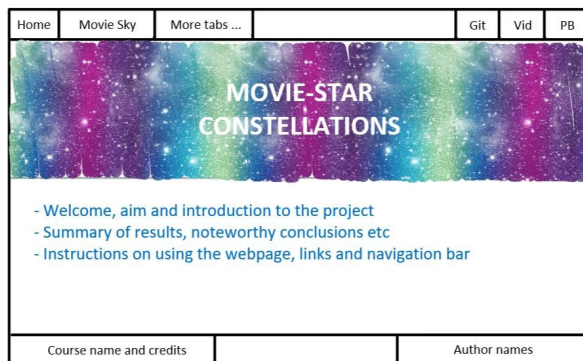 Home Movie Sky More tabs ... Git Vid PB
MOVIE-STAR
CONSTELLATIONS
- Welcome, aim and introduction to the project
- Summary of results, noteworthy conclusions etc
- Instructions on using the webpage, links and navigation bar
Course name and credits Author names